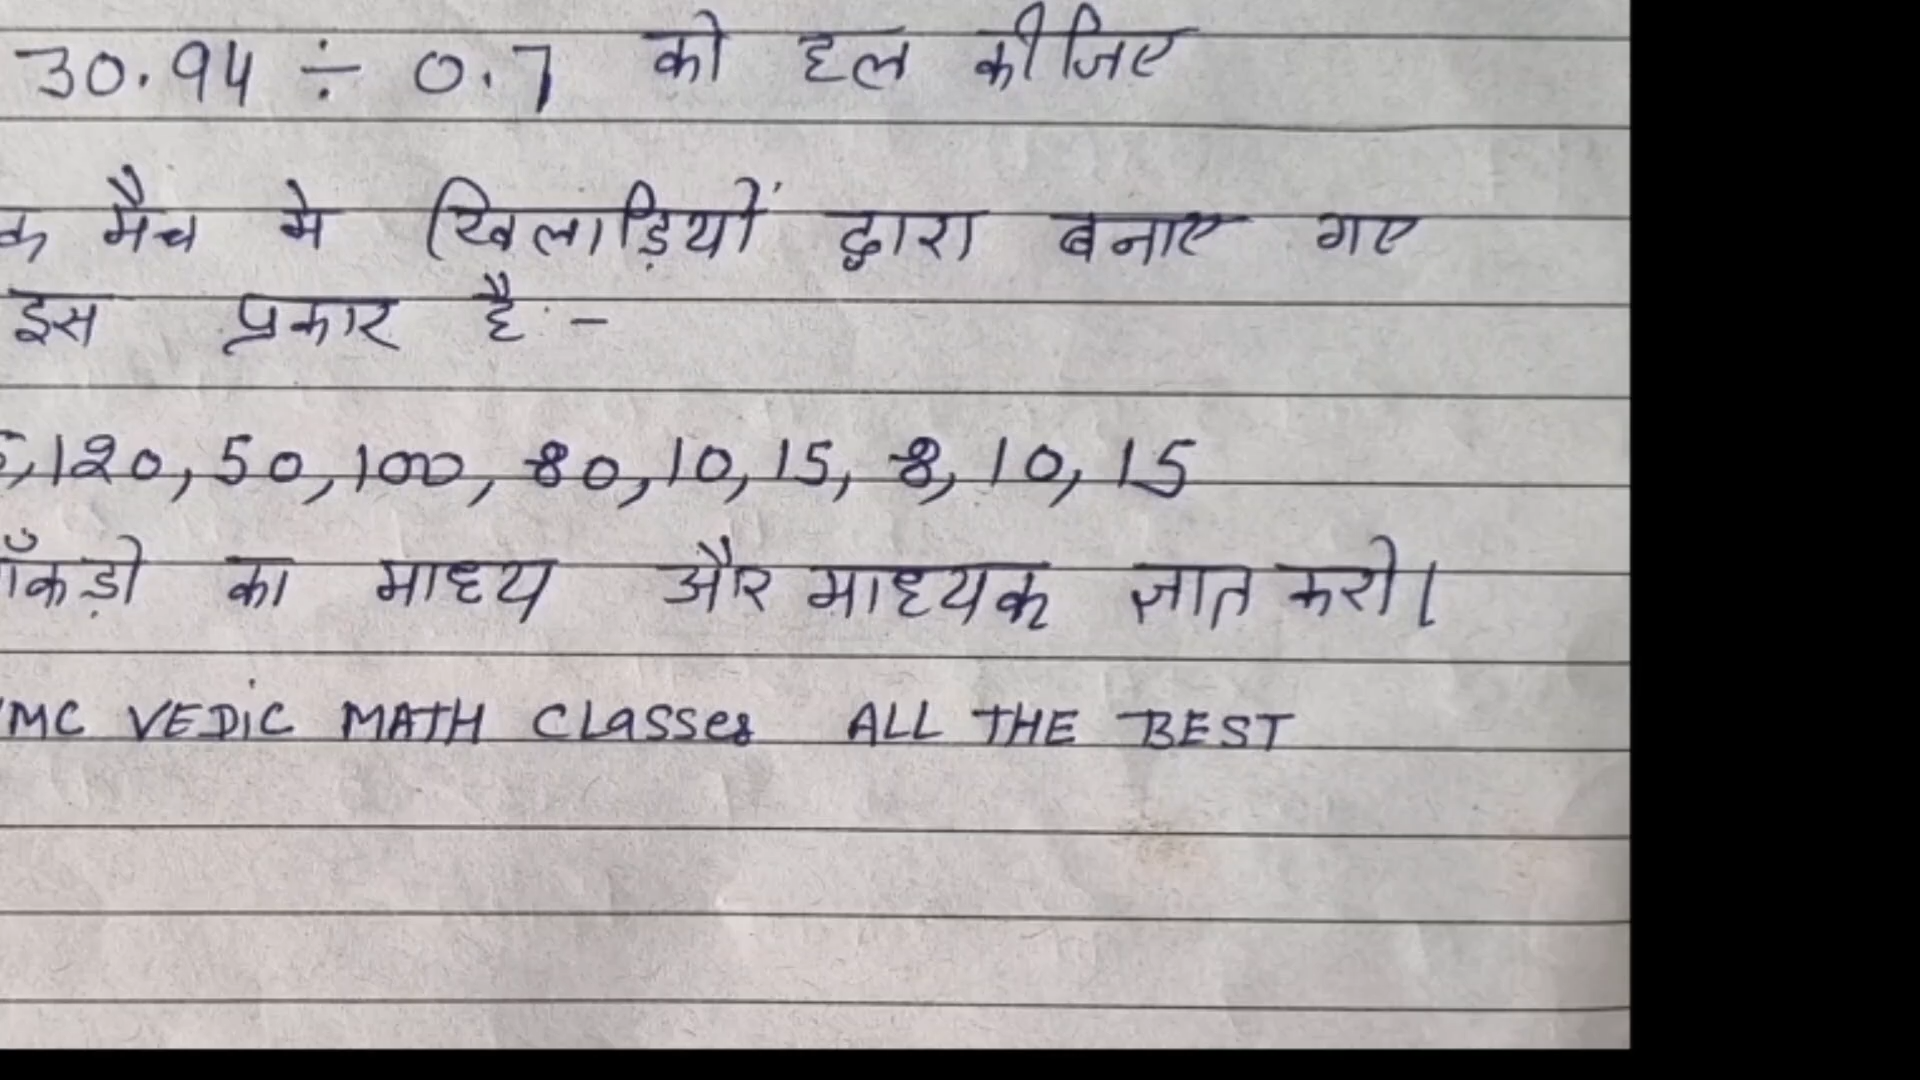 30.94 ÷ 0.7 को हल कीजिए
मैच मे खिलाड़ियों द्वारा बनाए गए
इस प्रकार है -
120, 50, 100, 80, 10, 15, 8, 10, 15
का माध्य और माध्यक ज्ञात करो।
MC VEDIC MATH Classes ALL THE BEST